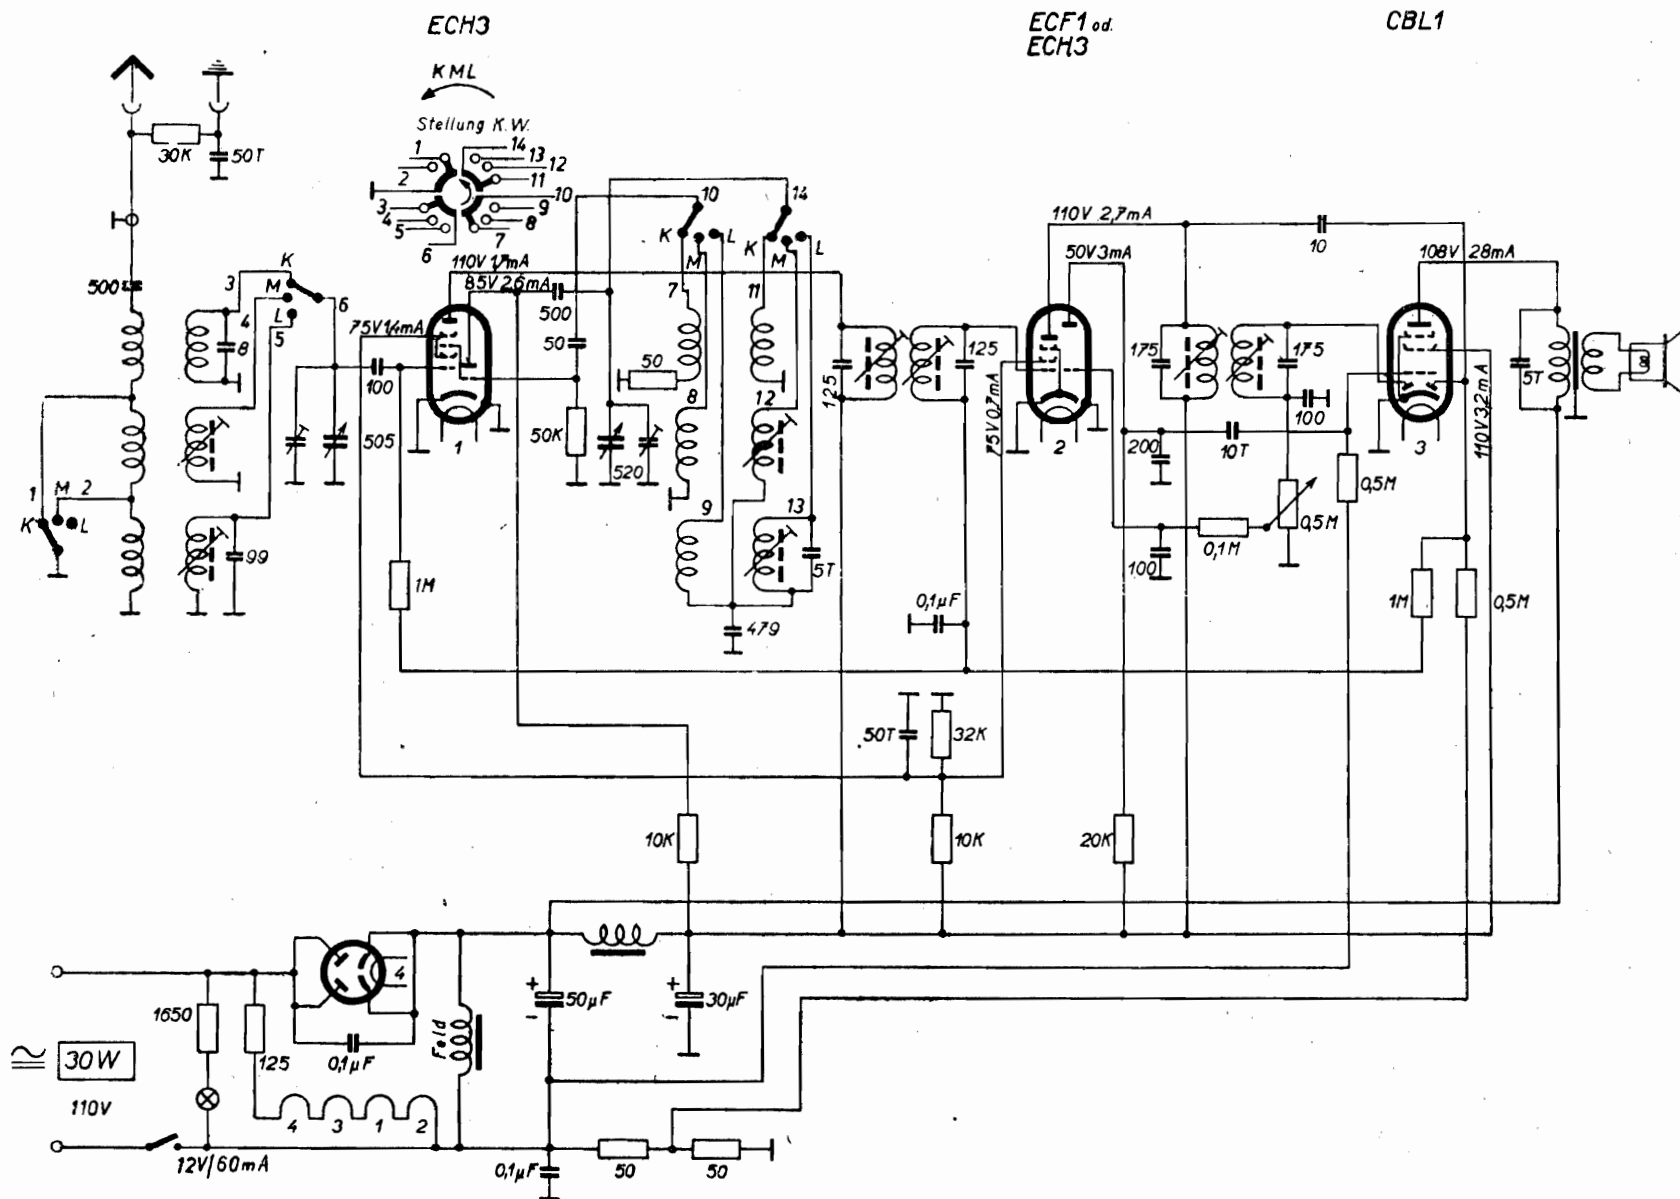 ECH3
ECF1 od.
ECH3
CBL1
KML
Stellung K.W.
1
14
13
12
2
11
10
3
4
5
9
8
6
7
30K
50T
500
3
K
M
L
4
5
6
8
1
K
M
2
L
99
100
505
1M
75V 1,4mA
110V 1,7mA
85V 2,6mA
1
500
50
50K
520
10
K
M
L
7
50
8
9
14
K
M
L
11
12
13
5T
479
125
125
75V 0,7mA
0,1µF
50T
32K
10K
10K
20K
110V 2,7mA
50V 3mA
2
175
175
10
100
200
10T
0,1M
100
0,5M
0,5M
108V 28mA
3
110V 3,2mA
5T
1M
0,5M
4
1650
125
0,1µF
Feld
+
50µF
-
+
30µF
-
30W
110V
4
3
1
2
12V/60mA
0,1µF
50
50